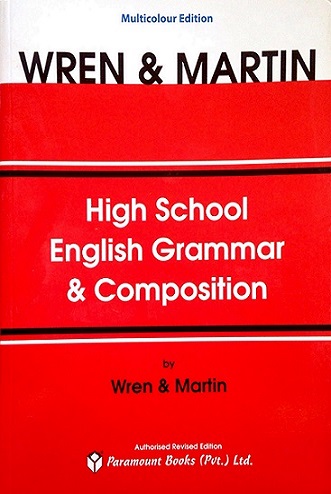 Multicolour Edition
WREN & MARTIN
High School
English Grammar
& Composition
by
Wren & Martin
Authorised Revised Edition
Paramount Books (Pvt.) Ltd.